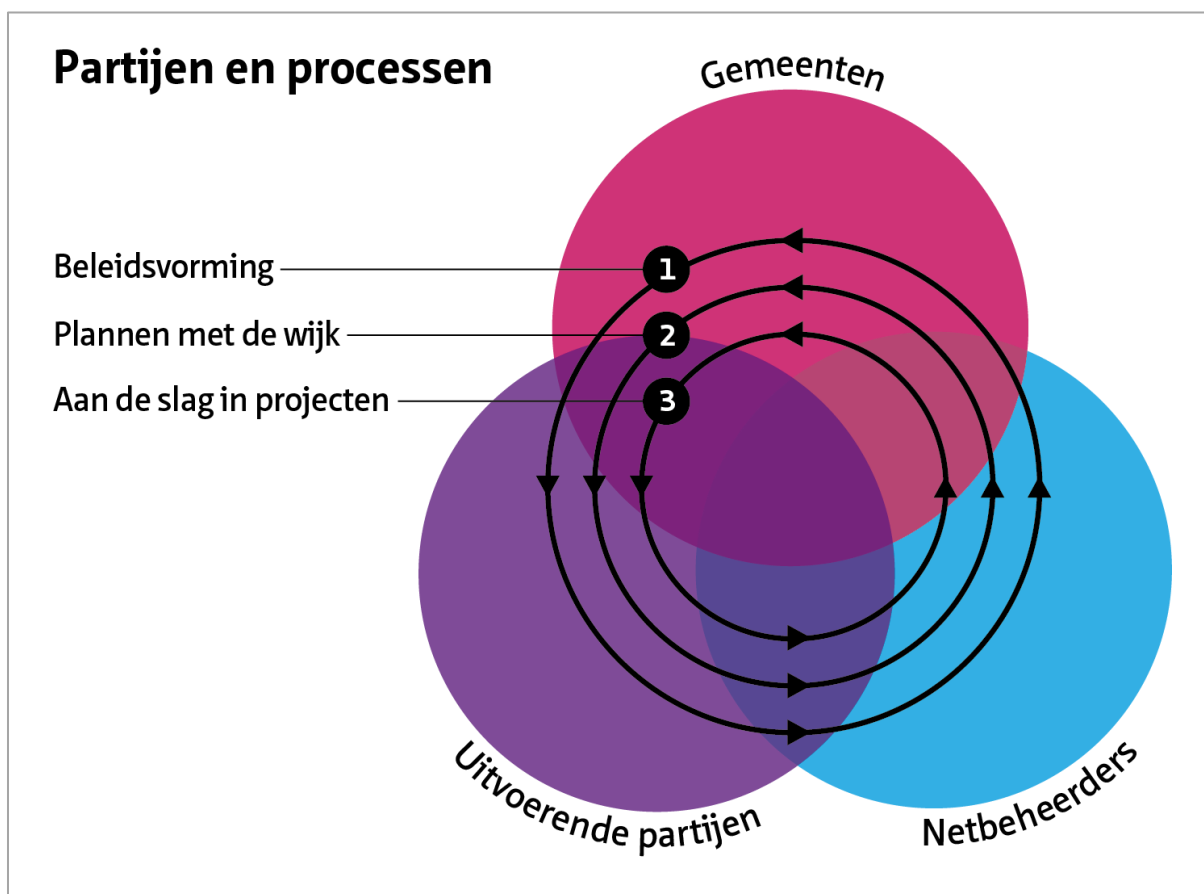 Partijen en processen
Gemeenten
Beleidsvorming
1
Plannen met de wijk
2
Aan de slag in projecten
3
Uitvoerende partijen
Netbeheerders